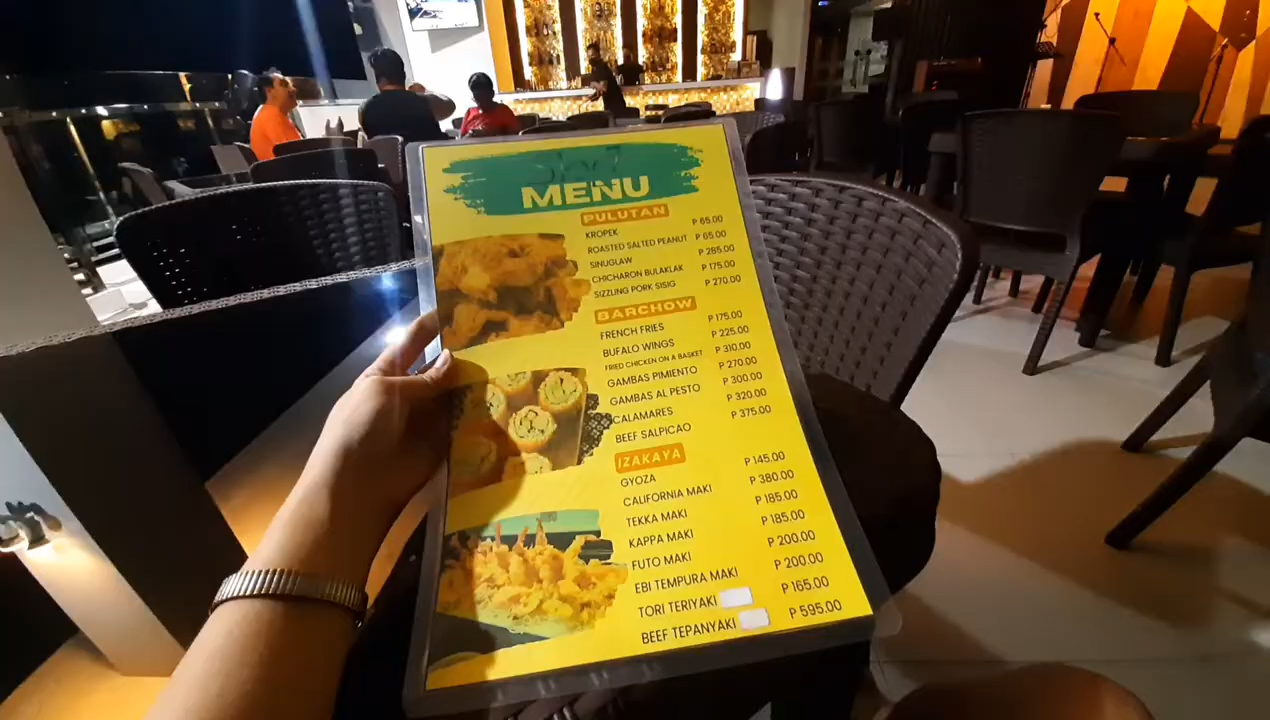 MENU
PULUTAN
KROPEK P 65.00
ROASTED SALTED PEANUT P 65.00
SINUGLAW P 285.00
CHICHARON BULAKLAK P 175.00
SIZZLING PORK SISIG P 270.00
BARCHOW
FRENCH FRIES P 175.00
BUFALO WINGS P 225.00
FRIED CHICKEN ON A BASKET P 310.00
GAMBAS PIMIENTO P 270.00
GAMBAS AL PESTO P 300.00
CALAMARES P 320.00
BEEF SALPICAO P 375.00
IZAKAYA
GYOZA P 145.00
CALIFORNIA MAKI P 380.00
TEKKA MAKI P 185.00
KAPPA MAKI P 185.00
FUTO MAKI P 200.00
EBI TEMPURA MAKI P 200.00
TORI TERIYAKI P 165.00
BEEF TEPANYAKI P 595.00